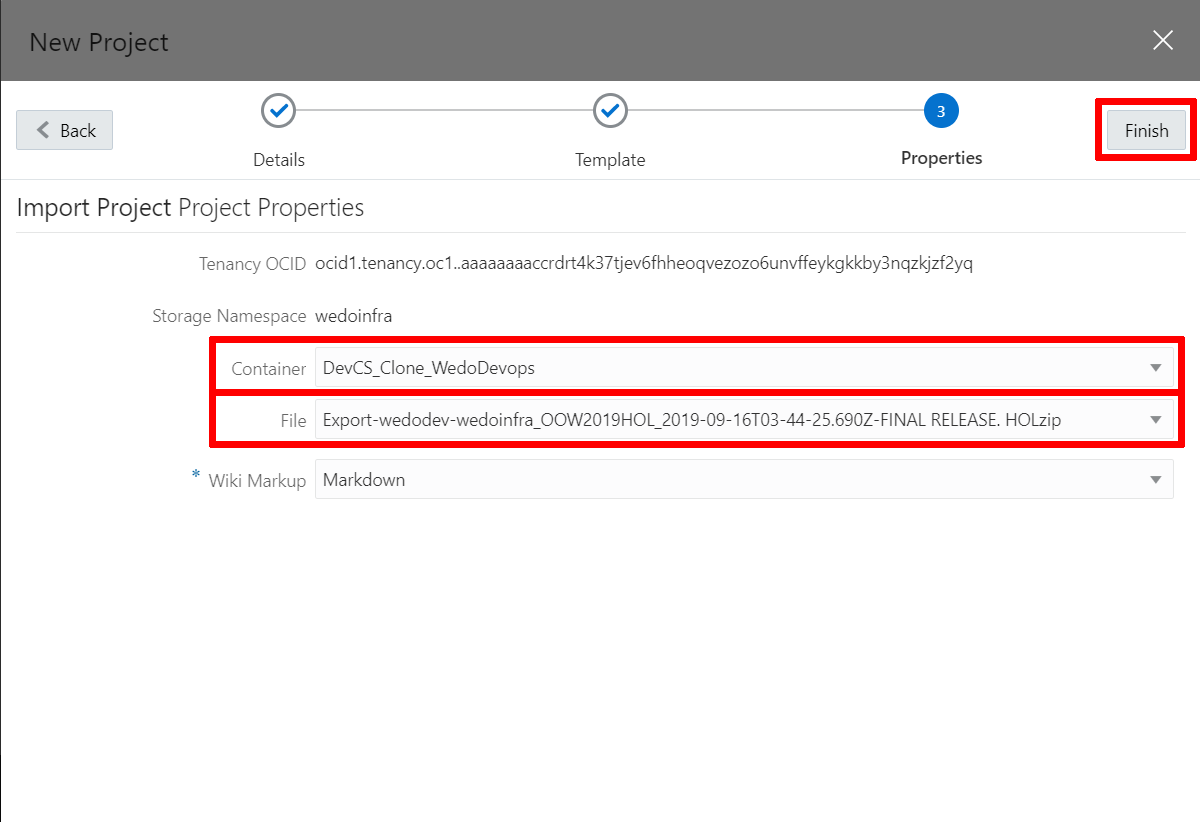 New Project
Back
3
Finish
Details
Template
Properties
Import Project Project Properties
Tenancy OCID ocid1.tenancy.oc1..aaaaaaaaccrdrt4k37tjev6fhheoqvezozo6unvffeykgkkby3nqzkjzf2yq
Storage Namespace wedoinfra
Container DevCS_Clone_WedoDevops
File Export-wedodev-wedoinfra_OOW2019HOL_2019-09-16T03-44-25.690Z-FINAL RELEASE. HOLzip
* Wiki Markup Markdown